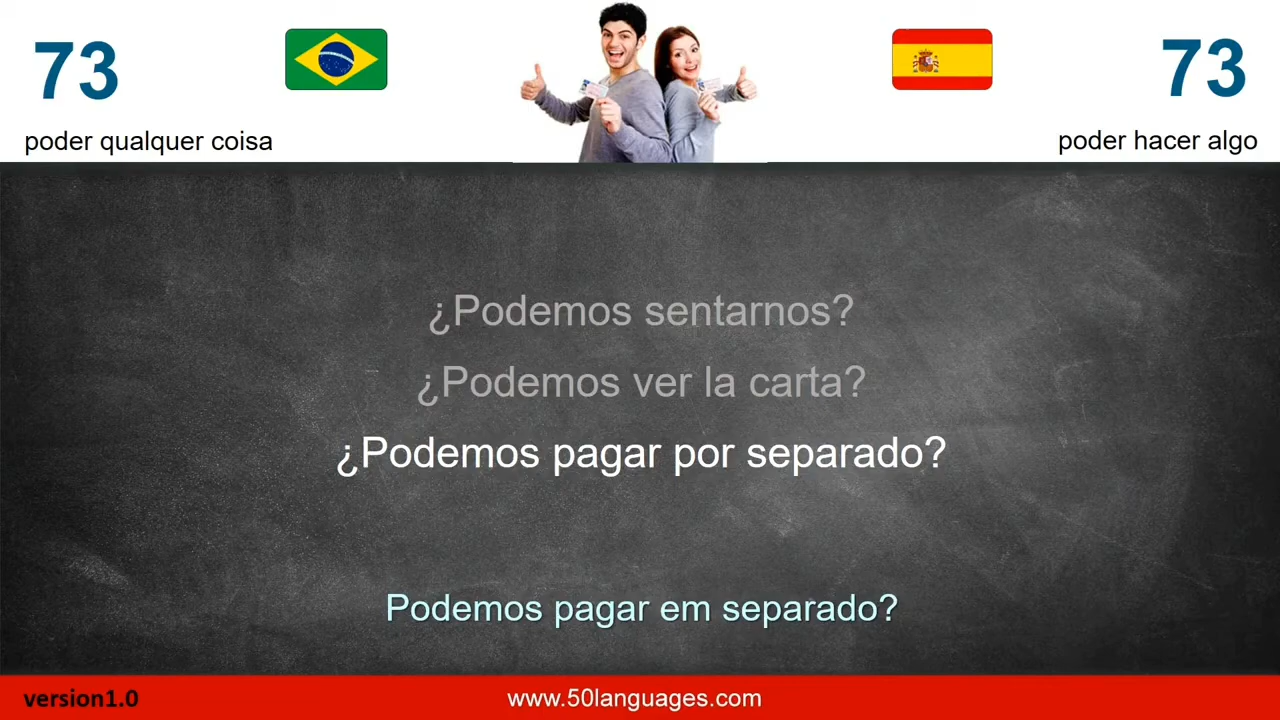 73
73
poder qualquer coisa
poder hacer algo
¿Podemos sentarnos?
¿Podemos ver la carta?
¿Podemos pagar por separado?
Podemos pagar em separado?
version1.0
www.50languages.com